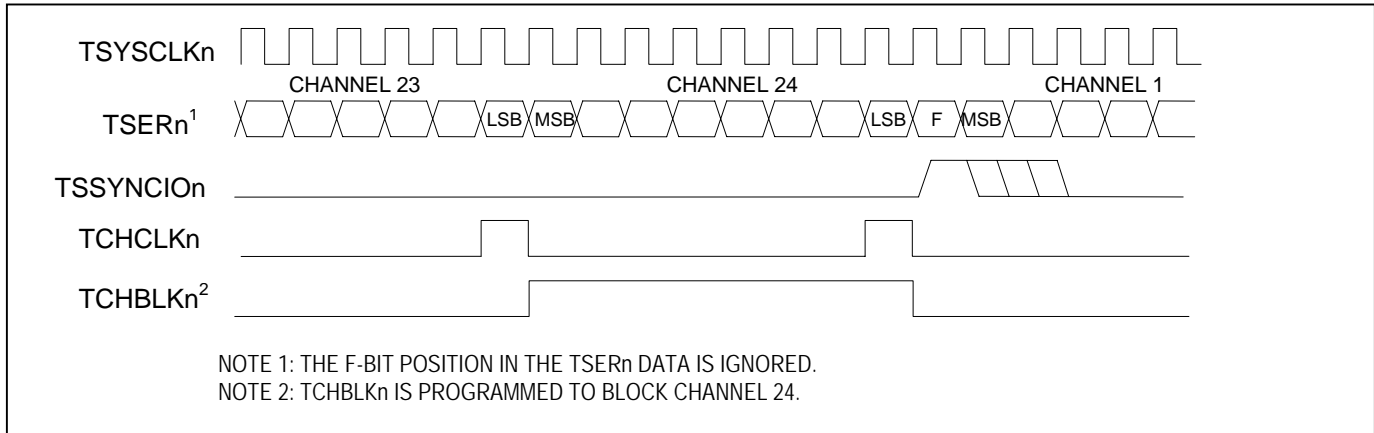 TSYSCLKn
CHANNEL 23 CHANNEL 24 CHANNEL 1
TSERn¹ LSB MSB LSB F MSB
TSSYNCIOn
TCHCLKn
TCHBLKn²
NOTE 1: THE F-BIT POSITION IN THE TSERn DATA IS IGNORED.
NOTE 2: TCHBLKn IS PROGRAMMED TO BLOCK CHANNEL 24.